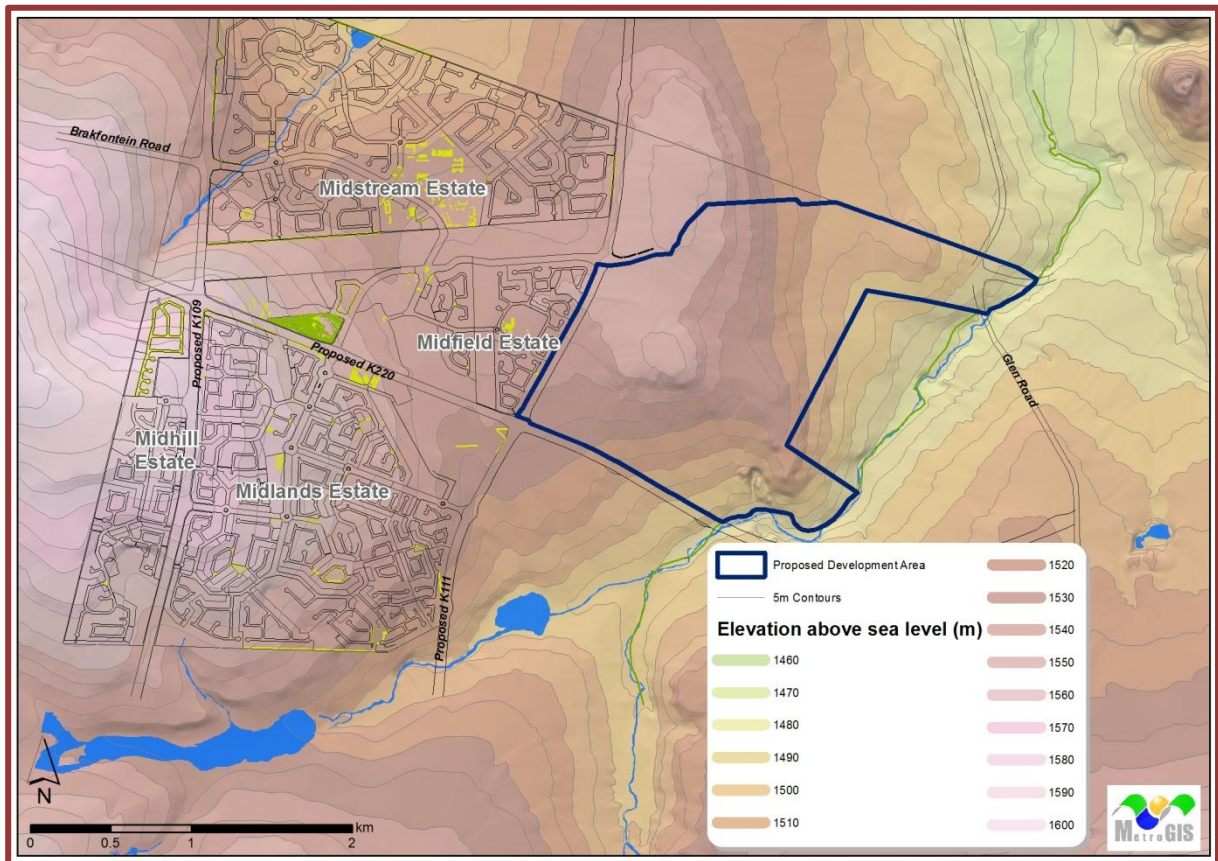 Brakfontein Road
Midstream Estate
Proposed K109
Midfield Estate
Proposed K220
Glen Road
Midhill
Estate
Midlands Estate
Proposed K111
Proposed Development Area
5m Contours
Elevation above sea level (m)
1460
1470
1480
1490
1500
1510
1520
1530
1540
1550
1560
1570
1580
1590
1600
N
km
0 0.5 1 2
MetroGIS